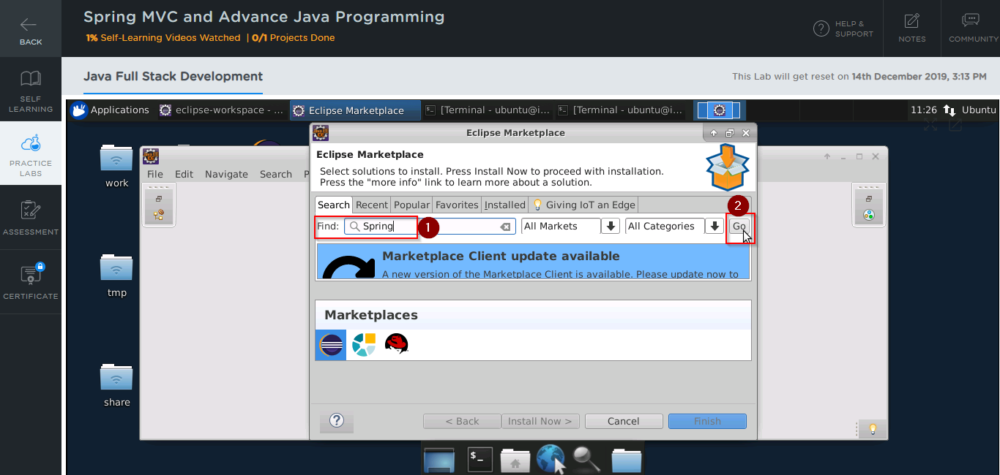 Spring MVC and Advance Java Programming
1% Self-Learning Videos Watched | 0/1 Projects Done
BACK
HELP &
SUPPORT
NOTES
COMMUNITY
SELF
LEARNING
PRACTICE
LABS
ASSESSMENT
CERTIFICATE
Java Full Stack Development
This Lab will get reset on 14th December 2019, 3:13 PM
Applications
eclipse-workspace - ...
Eclipse Marketplace
[Terminal - ubuntu@i...
[Terminal - ubuntu@i...
11:26
Ubuntu
work
tmp
share
File Edit Navigate Search P
Eclipse Marketplace
Eclipse Marketplace
Select solutions to install. Press Install Now to proceed with installation.
Press the "more info" link to learn more about a solution.
Search Recent Popular Favorites Installed Giving IoT an Edge
2
Find: Spring
1
All Markets
All Categories
Go
Marketplace Client update available
A new version of the Marketplace Client is available. Please update now to
Marketplaces
?
< Back
Install Now >
Cancel
Finish
$_